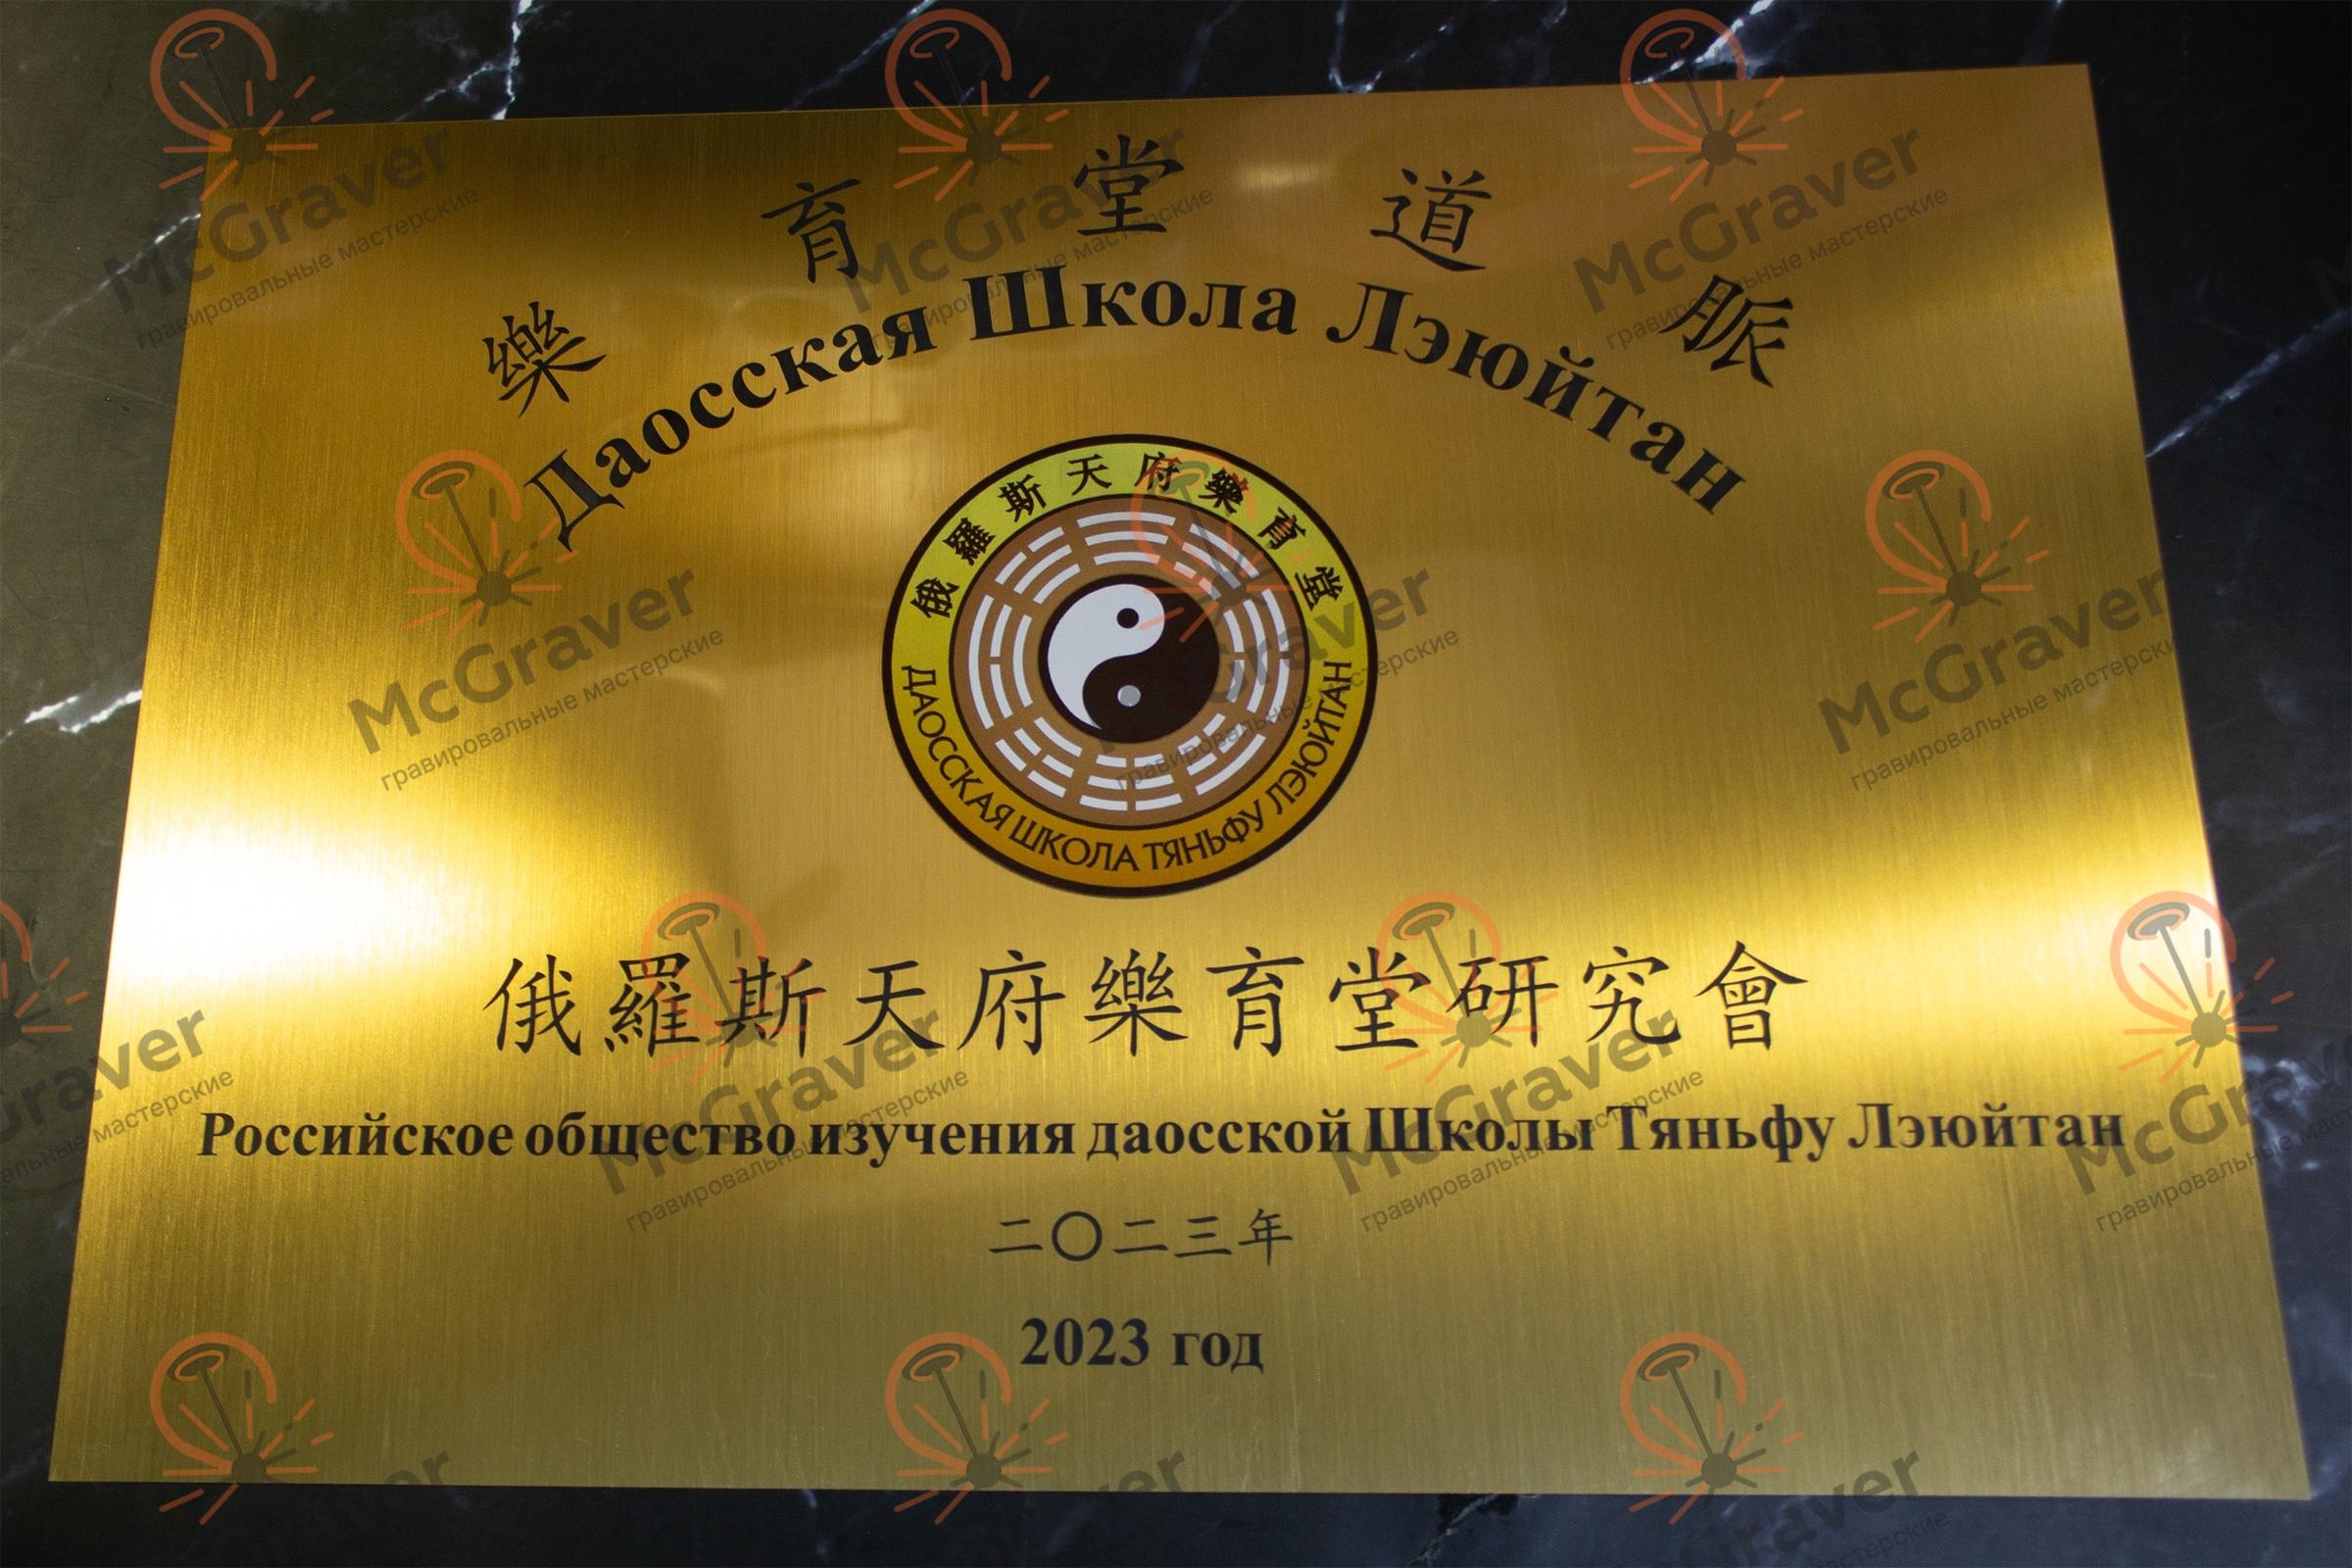 樂育堂道脈
Даосская Школа Лэюйтан
俄羅斯天府樂育堂
ДАОССКАЯ ШКОЛА ТЯНЬФУ ЛЭЮЙТАН
俄羅斯天府樂育堂研究會
Российское общество изучения даосской Школы Тяньфу Лэюйтан
二〇二三年
2023 год
McGraver
гравировальные мастерские